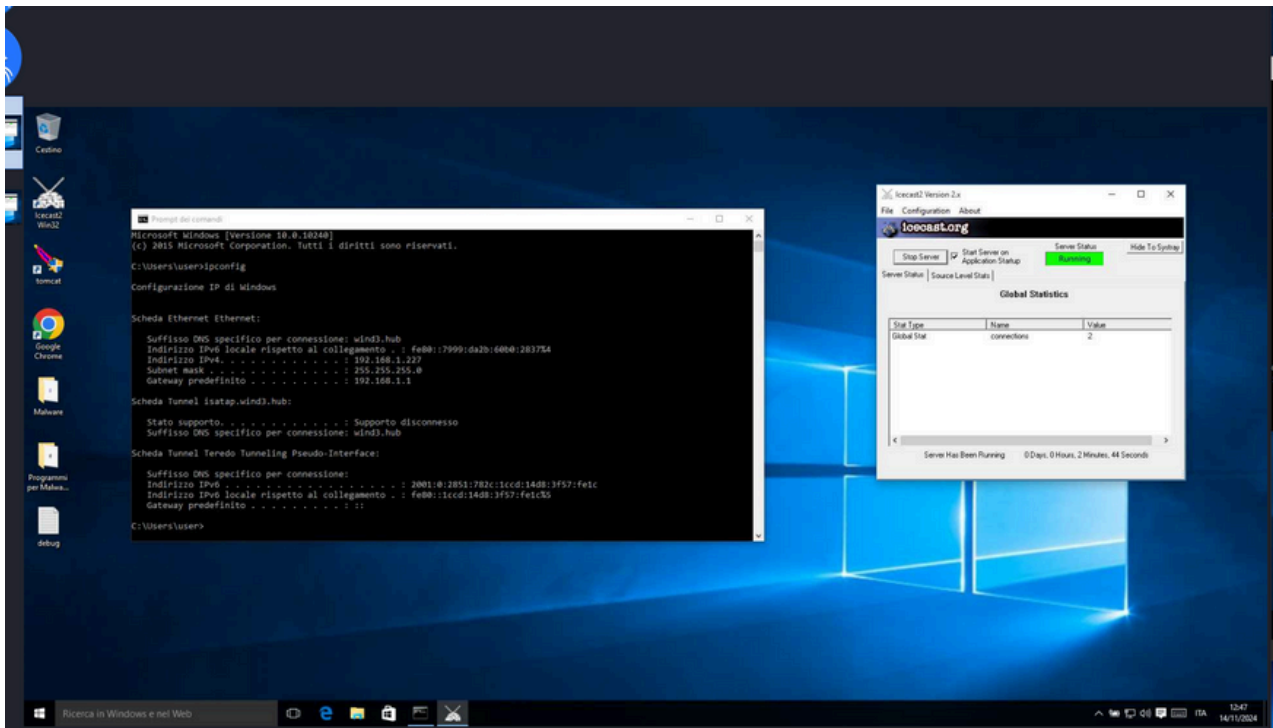 Cestino
Icecast2
Win32
tomcat
Google
Chrome
Malware
Programmi
per Malwa...
debug
Prompt dei comandi
Microsoft Windows [Versione 10.0.10240]
(c) 2015 Microsoft Corporation. Tutti i diritti sono riservati.
C:\Users\user>ipconfig
Configurazione IP di Windows
Scheda Ethernet Ethernet:
Suffisso DNS specifico per connessione: wind3.hub
Indirizzo IPv6 locale rispetto al collegamento . : fe80::7999:da2b:60b0:2837%4
Indirizzo IPv4. . . . . . . . . . . . : 192.168.1.227
Subnet mask . . . . . . . . . . . . . : 255.255.255.0
Gateway predefinito . . . . . . . . . : 192.168.1.1
Scheda Tunnel isatap.wind3.hub:
Stato supporto. . . . . . . . . . . . : Supporto disconnesso
Suffisso DNS specifico per connessione: wind3.hub
Scheda Tunnel Teredo Tunneling Pseudo-Interface:
Suffisso DNS specifico per connessione:
Indirizzo IPv6 . . . . . . . . . . . . . . . . . : 2001:0:2851:782c:1ccd:14d8:3f57:fe1c
Indirizzo IPv6 locale rispetto al collegamento . : fe80::1ccd:14d8:3f57:fe1c%5
Gateway predefinito . . . . . . . . . : ::
C:\Users\user>
Icecast2 Version 2.x
File Configuration About
icecast.org
Stop Server
Start Server on
Application Startup
Server Status
Running
Hide To Systray
Server Status Source Level Stats
Global Statistics
Stat Type Name Value
Global Stat connections 2
Server Has Been Running 0 Days, 0 Hours, 2 Minutes, 44 Seconds
Ricerca in Windows e nel Web
ITA
12:47
14/11/2024